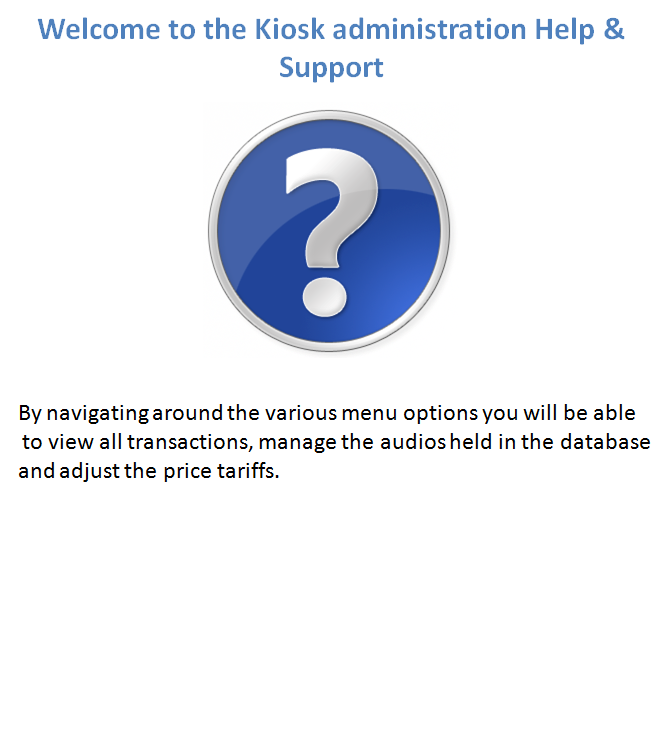 Welcome to the Kiosk administration Help &
Support
?
By navigating around the various menu options you will be able
to view all transactions, manage the audios held in the database
and adjust the price tariffs.